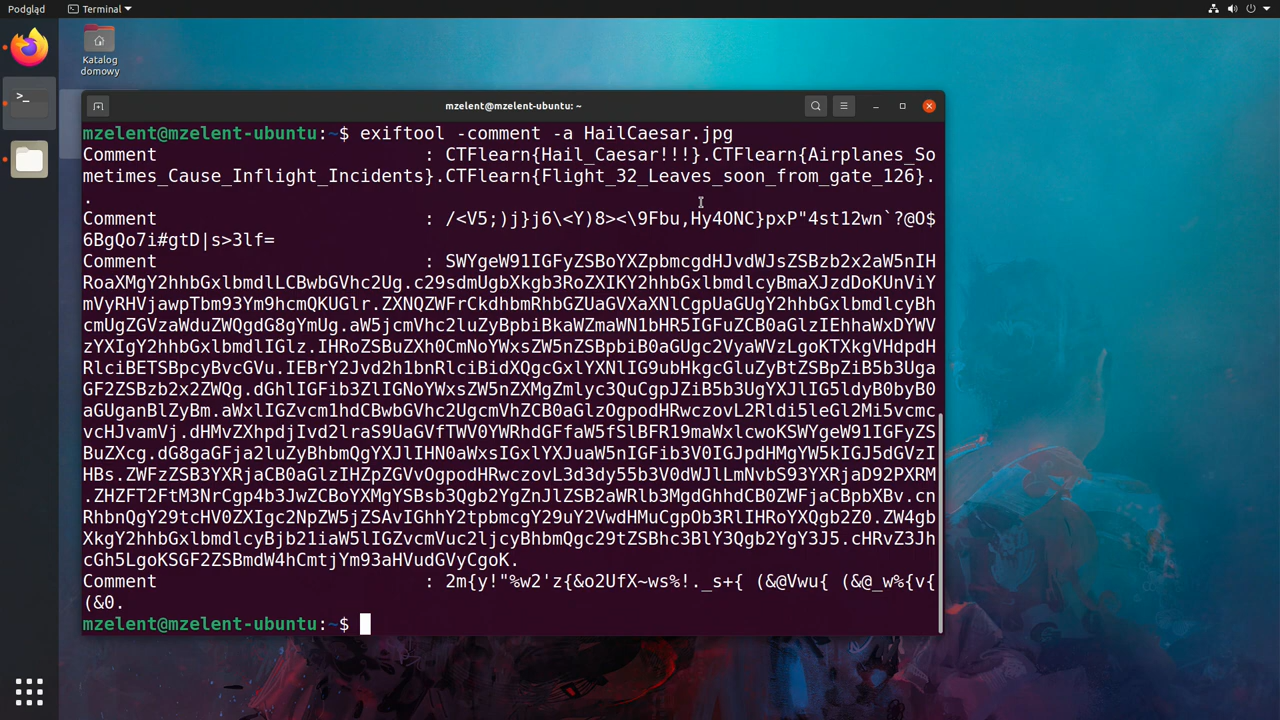 Podgląd
Terminal
Katalog
domowy
mzelent@mzelent-ubuntu: ~
mzelent@mzelent-ubuntu:~$ exiftool -comment -a HailCaesar.jpg
Comment : CTFlearn{Hail_Caesar!!!}.CTFlearn{Airplanes_So
metimes_Cause_Inflight_Incidents}.CTFlearn{Flight_32_Leaves_soon_from_gate_126}.
.
Comment : /<V5;)j}j6\<Y)8><\9Fbu,Hy4ONC}pxP"4st12wn`?@O$
6BgQo7i#gtD|s>3lf=
Comment : SWYgeW91IGFyZSBoYXZpbmcgdHJvdWJsZSBzb2x2aW5nIH
RoaXMgY2hhbGxlbmdlLCBwbGVhc2Ug.c29sdmUgbXkgb3RoZXIKY2hhbGxlbmdlcyBmaXJzdDoKUnViY
mVyRHVjawpTbm93Ym9hcmQKUGlr.ZXNQZWFrCkdhbmRhbGZUaGVXaXNlCgpUaGUgY2hhbGxlbmdlcyBh
cmUgZGVzaWduZWQgdG8gYmUg.aW5jcmVhc2luZyBpbiBkaWZmaWN1bHR5IGFuZCB0aGlzIEhhaWxDYWV
zYXIgY2hhbGxlbmdlIGlz.IHRoZSBuZXh0CmNoYWxsZW5nZSBpbiB0aGUgc2VyaWVzLgoKTXkgVHdpdH
RlciBETSBpcyBvcGVu.IEBrY2Jvd2h1bnRlciBidXQgcGxlYXNlIG9ubHkgcGluZyBtZSBpZiB5b3Uga
GF2ZSBzb2x2ZWQg.dGhlIGFib3ZlIGNoYWxsZW5nZXMgZmlyc3QuCgpJZiB5b3UgYXJlIG5ldyB0byB0
aGUganBlZyBm.aWxlIGZvcm1hdCBwbGVhc2UgcmVhZCB0aGlzOgpodHRwczovL2Rldi5leGl2Mi5vcmc
vcHJvamVj.dHMvZXhpdjIvd2lraS9UaGVfTWV0YWRhdGFfaW5fSlBFR19maWxlcwoKSWYgeW91IGFyZS
BuZXcg.dG8gaGFja2luZyBhbmQgYXJlIHN0aWxsIGxlYXJuaW5nIGFib3V0IGJpdHMgYW5kIGJ5dGVzI
HBs.ZWFzZSB3YXRjaCB0aGlzIHZpZGVvOgpodHRwczovL3d3dy55b3V0dWJlLmNvbS93YXRjaD92PXRM
.ZHZFT2FtM3NrCgp4b3JwZCBoYXMgYSBsb3Qgb2YgZnJlZSB2aWRlb3MgdGhhdCB0ZWFjaCBpbXBv.cn
RhbnQgY29tcHV0ZXIgc2NpZW5jZSAvIGhhY2tpbmcgY29uY2VwdHMuCgpOb3RlIHRoYXQgb2Z0.ZW4gb
XkgY2hhbGxlbmdlcyBjb21iaW5lIGZvcmVuc2ljcyBhbmQgc29tZSBhc3BlY3Qgb2YgY3J5.cHRvZ3Jh
cGh5LgoKSGF2ZSBmdW4hCmtjYm93aHVudGVyCgoK.
Comment : 2m{y!"%w2'z{&o2UfX~ws%!._s+{ (&@Vwu{ (&@_w%{v{
(&0.
mzelent@mzelent-ubuntu:~$